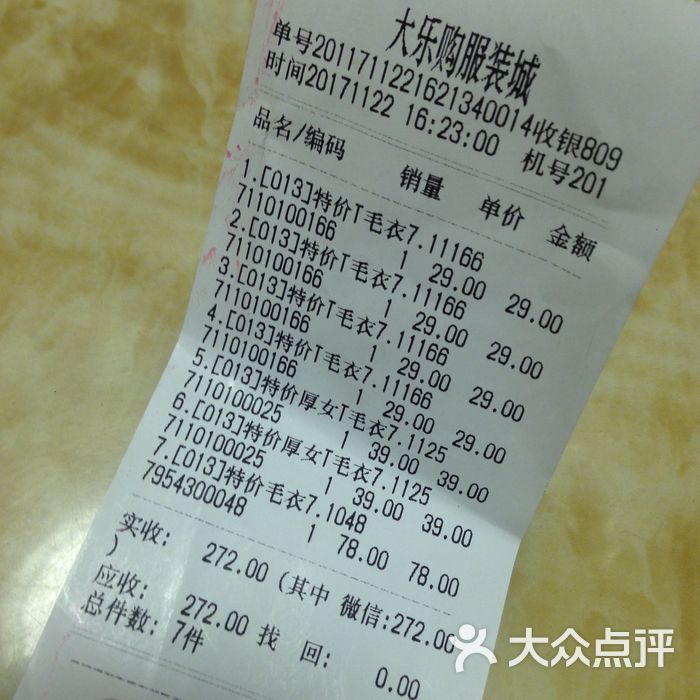 大乐购服装城
单号2011711221621340014收银809
时间20171122 16:23:00 机号201
品名/编码 销量 单价 金额
1.[013]特价T毛衣7.11166
7110100166 1 29.00 29.00
2.[013]特价T毛衣7.11166
7110100166 1 29.00 29.00
3.[013]特价T毛衣7.11166
7110100166 1 29.00 29.00
4.[013]特价T毛衣7.11166
7110100166 1 29.00 29.00
5.[013]特价厚女T毛衣7.1125
7110100025 1 39.00 39.00
6.[013]特价厚女T毛衣7.1125
7110100025 1 39.00 39.00
7.[013]特价毛衣7.1048
7954300048 1 78.00 78.00
实收: 272.00 (其中 微信:272.00
)
应收: 272.00 找 回: 0.00
总件数: 7件
大众点评